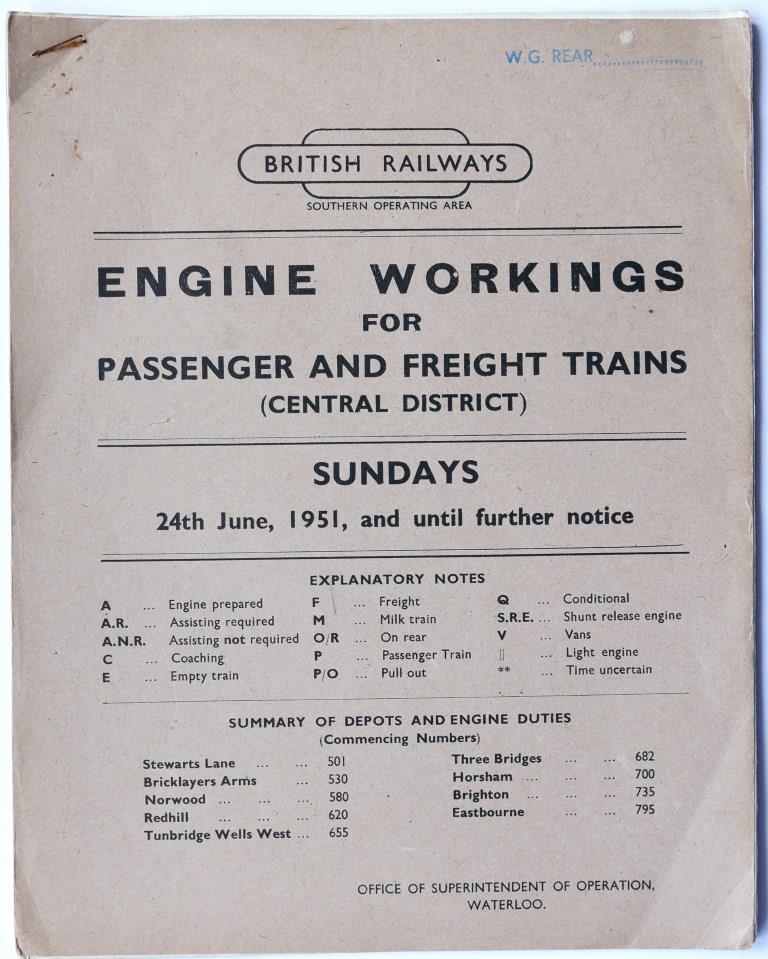 W.G. REAR
BRITISH RAILWAYS
SOUTHERN OPERATING AREA
ENGINE WORKINGS
FOR
PASSENGER AND FREIGHT TRAINS
(CENTRAL DISTRICT)
SUNDAYS
24th June, 1951, and until further notice
EXPLANATORY NOTES
A ... Engine prepared F ... Freight Q ... Conditional
A.R. ... Assisting required M ... Milk train S.R.E. ... Shunt release engine
A.N.R. Assisting not required O/R ... On rear V ... Vans
C ... Coaching P ... Passenger Train || ... Light engine
E ... Empty train P/O ... Pull out ** ... Time uncertain
SUMMARY OF DEPOTS AND ENGINE DUTIES
(Commencing Numbers)
Stewarts Lane ... ... 501
Bricklayers Arms ... 530
Norwood ... ... ... 580
Redhill ... ... ... 620
Tunbridge Wells West ... 655
Three Bridges ... ... 682
Horsham ... ... ... 700
Brighton ... ... ... 735
Eastbourne ... ... 795
OFFICE OF SUPERINTENDENT OF OPERATION,
WATERLOO.